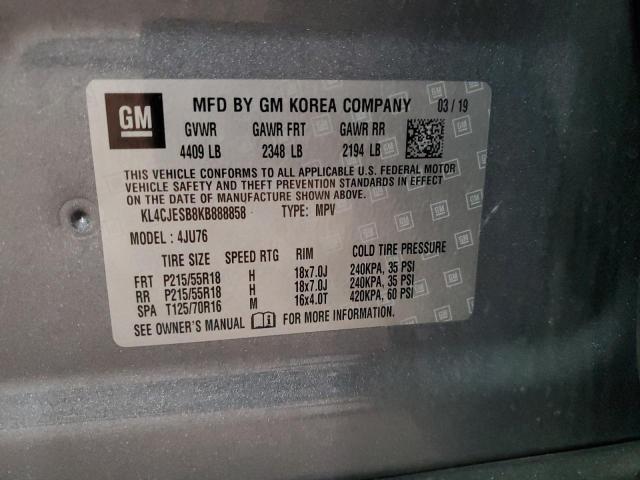 GM MFD BY GM KOREA COMPANY 03/19
GVWR GAWR FRT GAWR RR
4409 LB 2348 LB 2194 LB
THIS VEHICLE CONFORMS TO ALL APPLICABLE U.S. FEDERAL MOTOR
VEHICLE SAFETY AND THEFT PREVENTION STANDARDS IN EFFECT
ON THE DATE OF MANUFACTURE SHOWN ABOVE.
KL4CJESB8KB888858 TYPE: MPV
MODEL: 4JU76
TIRE SIZE SPEED RTG RIM COLD TIRE PRESSURE
FRT P215/55R18 H 18x7.0J 240KPA, 35 PSI
RR P215/55R18 H 18x7.0J 240KPA, 35 PSI
SPA T125/70R16 M 16x4.0T 420KPA, 60 PSI
SEE OWNER'S MANUAL FOR MORE INFORMATION.